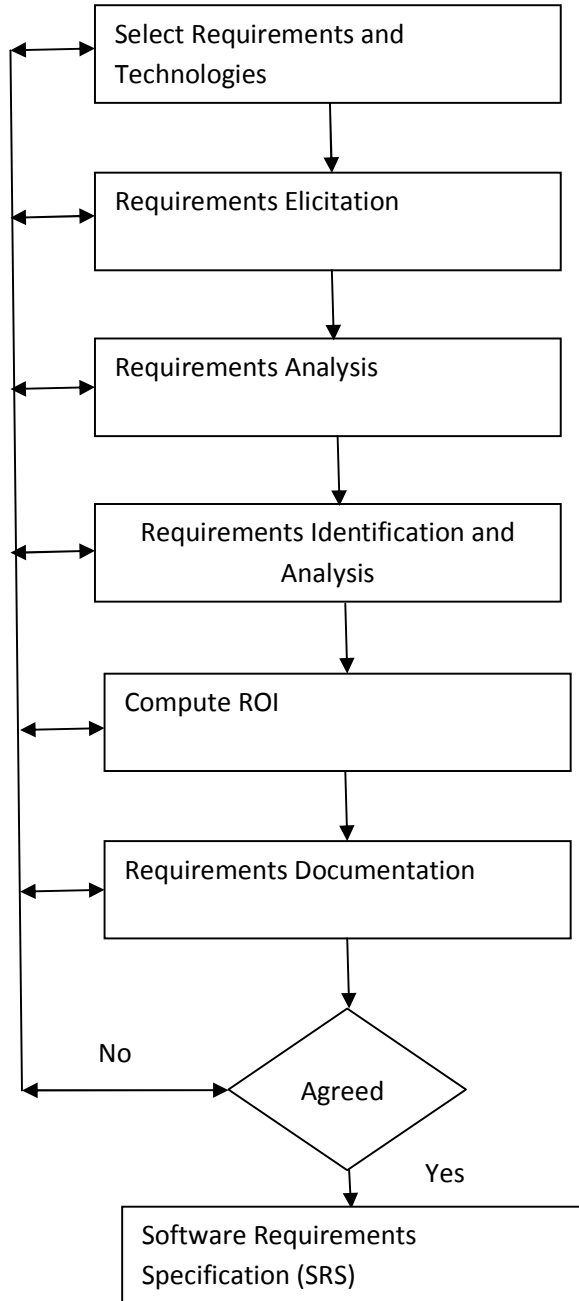 Select Requirements and
Technologies
Requirements Elicitation
Requirements Analysis
Requirements Identification and
Analysis
Compute ROI
Requirements Documentation
No
Agreed
Yes
Software Requirements
Specification (SRS)